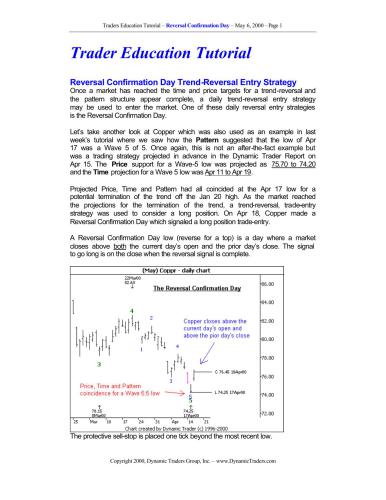 Traders Education Tutorial – Reversal Confirmation Day – May 6, 2000 - Page 1
Trader Education Tutorial
Reversal Confirmation Day Trend-Reversal Entry Strategy
Once a market has reached the time and price targets for a trend-reversal and
the pattern structure appear complete, a daily trend-reversal entry strategy
may be used to enter the market. One of these daily reversal entry strategies
is the Reversal Confirmation Day.
Let's take another look at Copper which was also used as an example in last
week's tutorial where we saw how the Pattern suggested that the low of Apr
17 was a Wave 5 of 5. Once again, this is not an after-the-fact example but
was a trading strategy projected in advance in the Dynamic Trader Report on
Apr 15. The Price support for a Wave-5 low was projected as 75.70 to 74.20
and the Time projection for a Wave 5 low was Apr 11 to Apr 19.
Projected Price, Time and Pattern had all coincided at the Apr 17 low for a
potential termination of the trend off the Jan 20 high. As the market reached
the projections for the termination of the trend, a trend-reversal, trade-entry
strategy was used to consider a long position. On Apr 18, Copper made a
Reversal Confirmation Day which signaled a long position trade-entry.
A Reversal Confirmation Day low (reverse for a top) is a day where a market
closes above both the current day's open and the prior day's close. The signal
to go long is on the close when the reversal signal is complete.
(May) Coppr - daily chart
22Mar00
82.60
The Reversal Confirmation Day
86.00
84.00
82.00
80.00
78.00
76.00
74.00
72.00
4
2
Copper closes above the
current day's open and
above the pior day's close
1
4
3
3
C 75.45 18Apr00
Price, Time and Pattern
coincidence for a Wave 5.5 low
L 74.25 17Apr00
5
5
78.15
8Mar00
74.25
17Apr00
25 Mar 10 17 24 31 Apr 14 21
Chart created by Dynamic Trader (c) 1996-2000
The protective sell-stop is placed one tick beyond the most recent low.
Copyright 2000, Dynamic Traders Group, Inc. – www.DynamicTraders.com